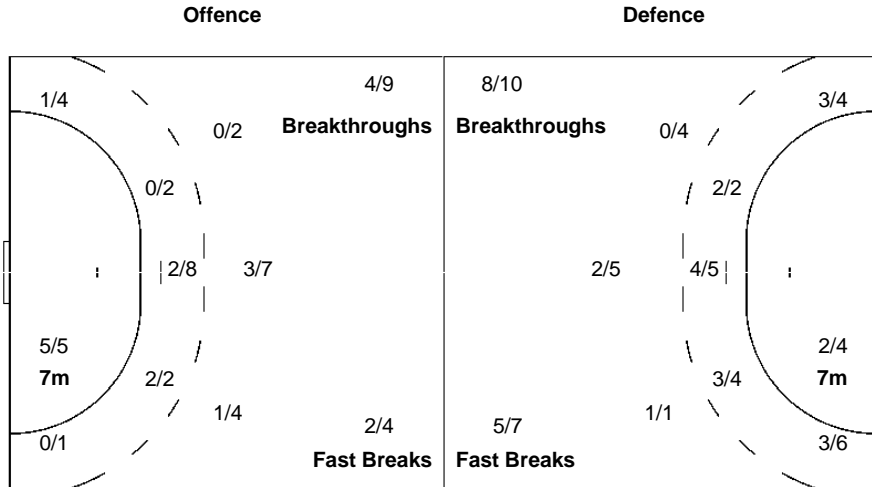 Offence Defence
4/9 8/10
1/4 3/4
Breakthroughs Breakthroughs
0/2 0/4
0/2 2/2
2/8 3/7 2/5 4/5
5/5 2/4
7m 7m
2/2 3/4
1/4 1/1
2/4 5/7
0/1 3/6
Fast Breaks Fast Breaks